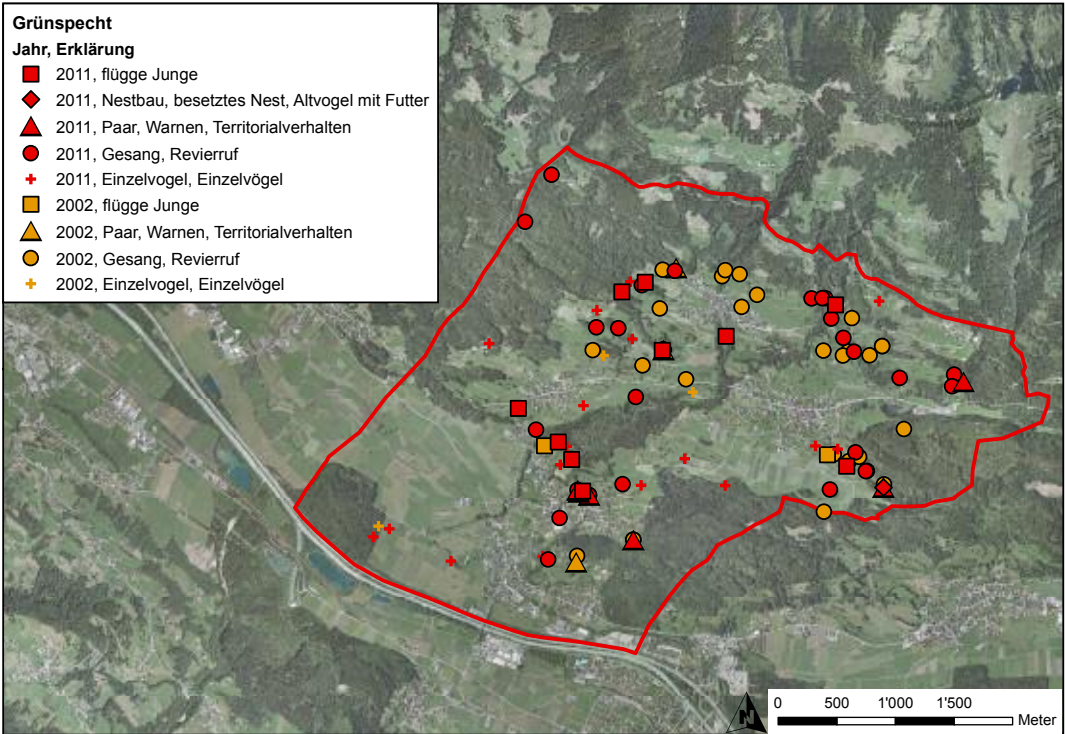 Grünspecht
Jahr, Erklärung
2011, flügge Junge
2011, Nestbau, besetztes Nest, Altvogel mit Futter
2011, Paar, Warnen, Territorialverhalten
2011, Gesang, Revierruf
2011, Einzelvogel, Einzelvögel
2002, flügge Junge
2002, Paar, Warnen, Territorialverhalten
2002, Gesang, Revierruf
2002, Einzelvogel, Einzelvögel
N
0 500 1'000 1'500
Meter